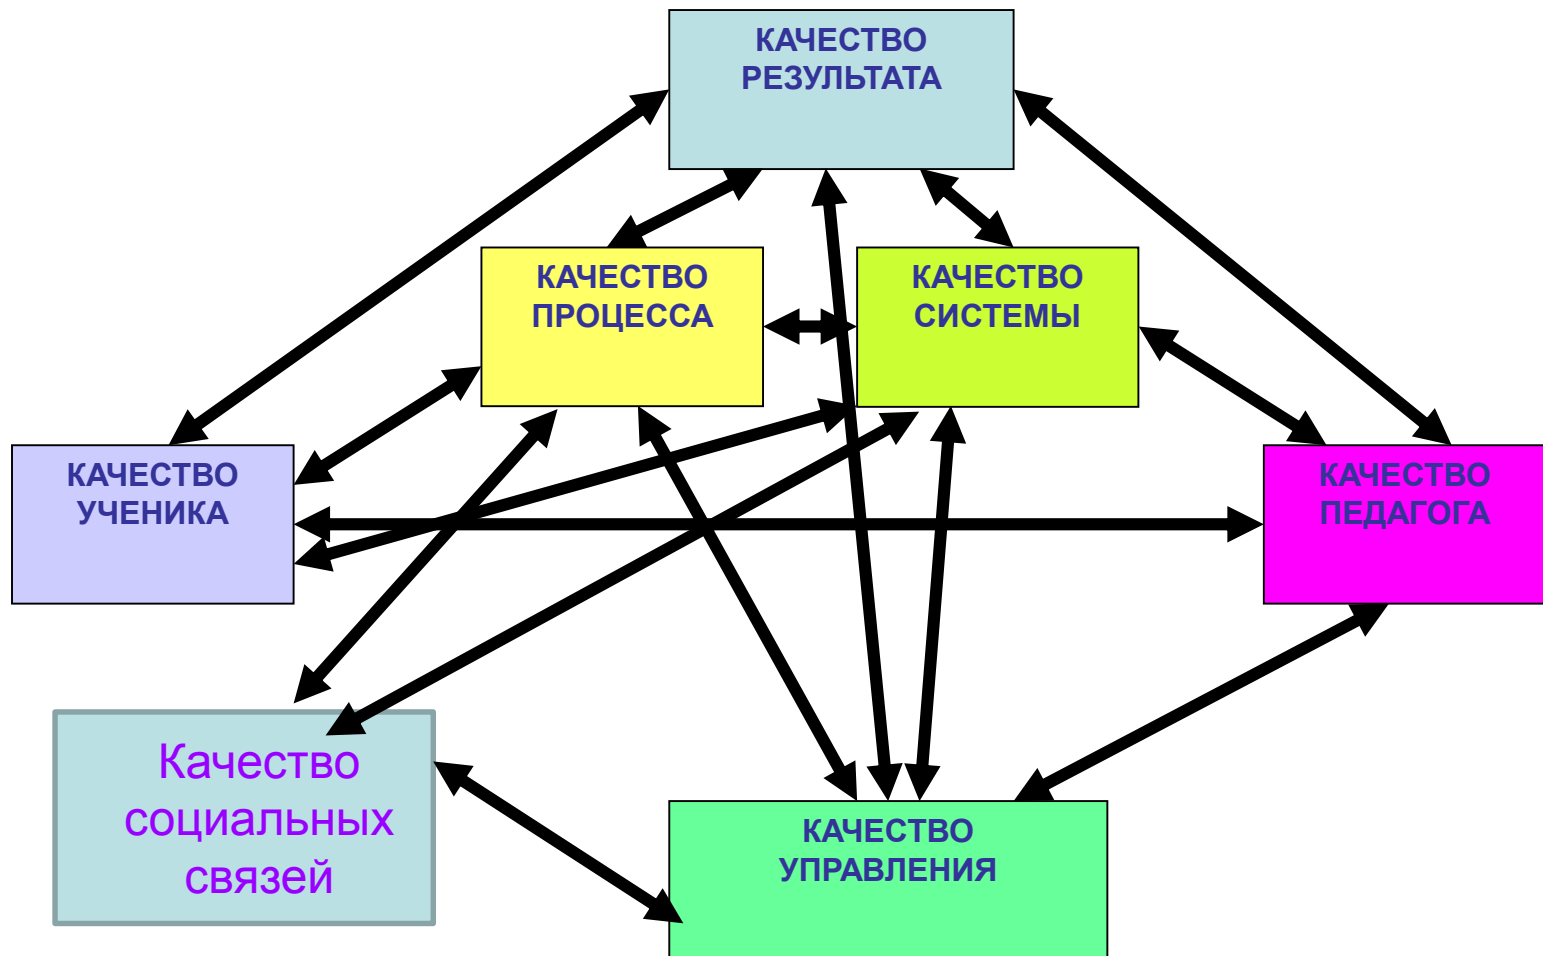 КАЧЕСТВО
РЕЗУЛЬТАТА
КАЧЕСТВО
ПРОЦЕССА
КАЧЕСТВО
СИСТЕМЫ
КАЧЕСТВО
УЧЕНИКА
КАЧЕСТВО
ПЕДАГОГА
Качество
социальных
связей
КАЧЕСТВО
УПРАВЛЕНИЯ